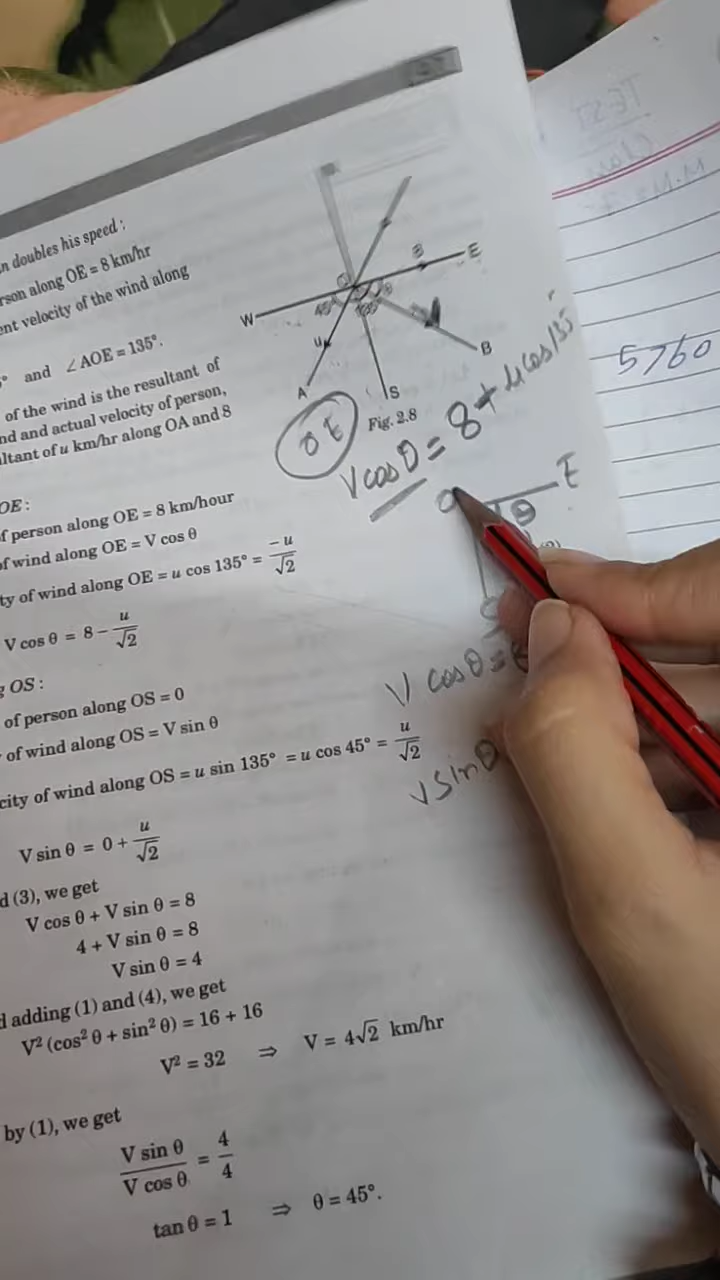 n doubles his speed :
rson along OE = 8 km/hr
ent velocity of the wind along
° and ∠AOE = 135°.
of the wind is the resultant of
nd and actual velocity of person,
ltant of u km/hr along OA and 8
E
W
45°
135°
u
A
S
B
Fig. 2.8
OE
V cos θ = 8 + u cos 135
E
θ
5760
TEST
OE :
of person along OE = 8 km/hour
of wind along OE = V cos θ
ty of wind along OE = u cos 135° = -u/√2
V cos θ = 8 - u/√2
V cos θ =
g OS :
of person along OS = 0
of wind along OS = V sin θ
city of wind along OS = u sin 135° = u cos 45° = u/√2
V sin θ
V sin θ = 0 + u/√2
d (3), we get
V cos θ + V sin θ = 8
4 + V sin θ = 8
V sin θ = 4
d adding (1) and (4), we get
V² (cos² θ + sin² θ) = 16 + 16
V² = 32 ⇒ V = 4√2 km/hr
by (1), we get
V sin θ / V cos θ = 4/4
tan θ = 1 ⇒ θ = 45°.